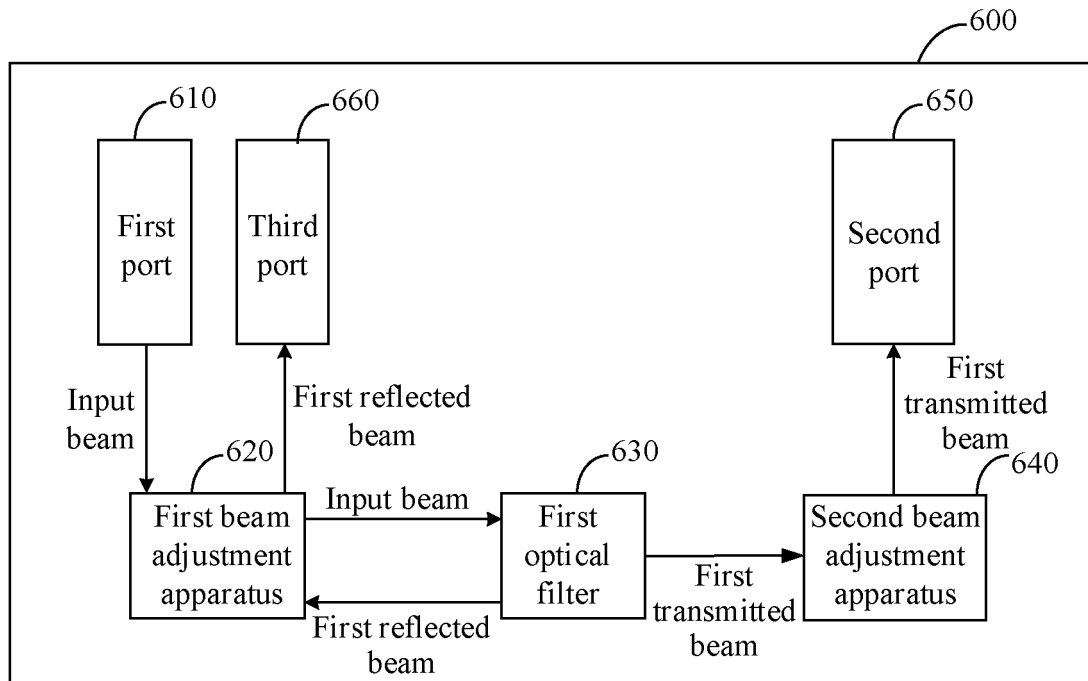 600
610
660
650
First
port
Third
port
Second
port
Input
beam
First reflected
beam
First
transmitted
beam
620
630
640
First beam
adjustment
apparatus
Input beam
First
optical
filter
Second beam
adjustment
apparatus
First reflected
beam
First
transmitted
beam